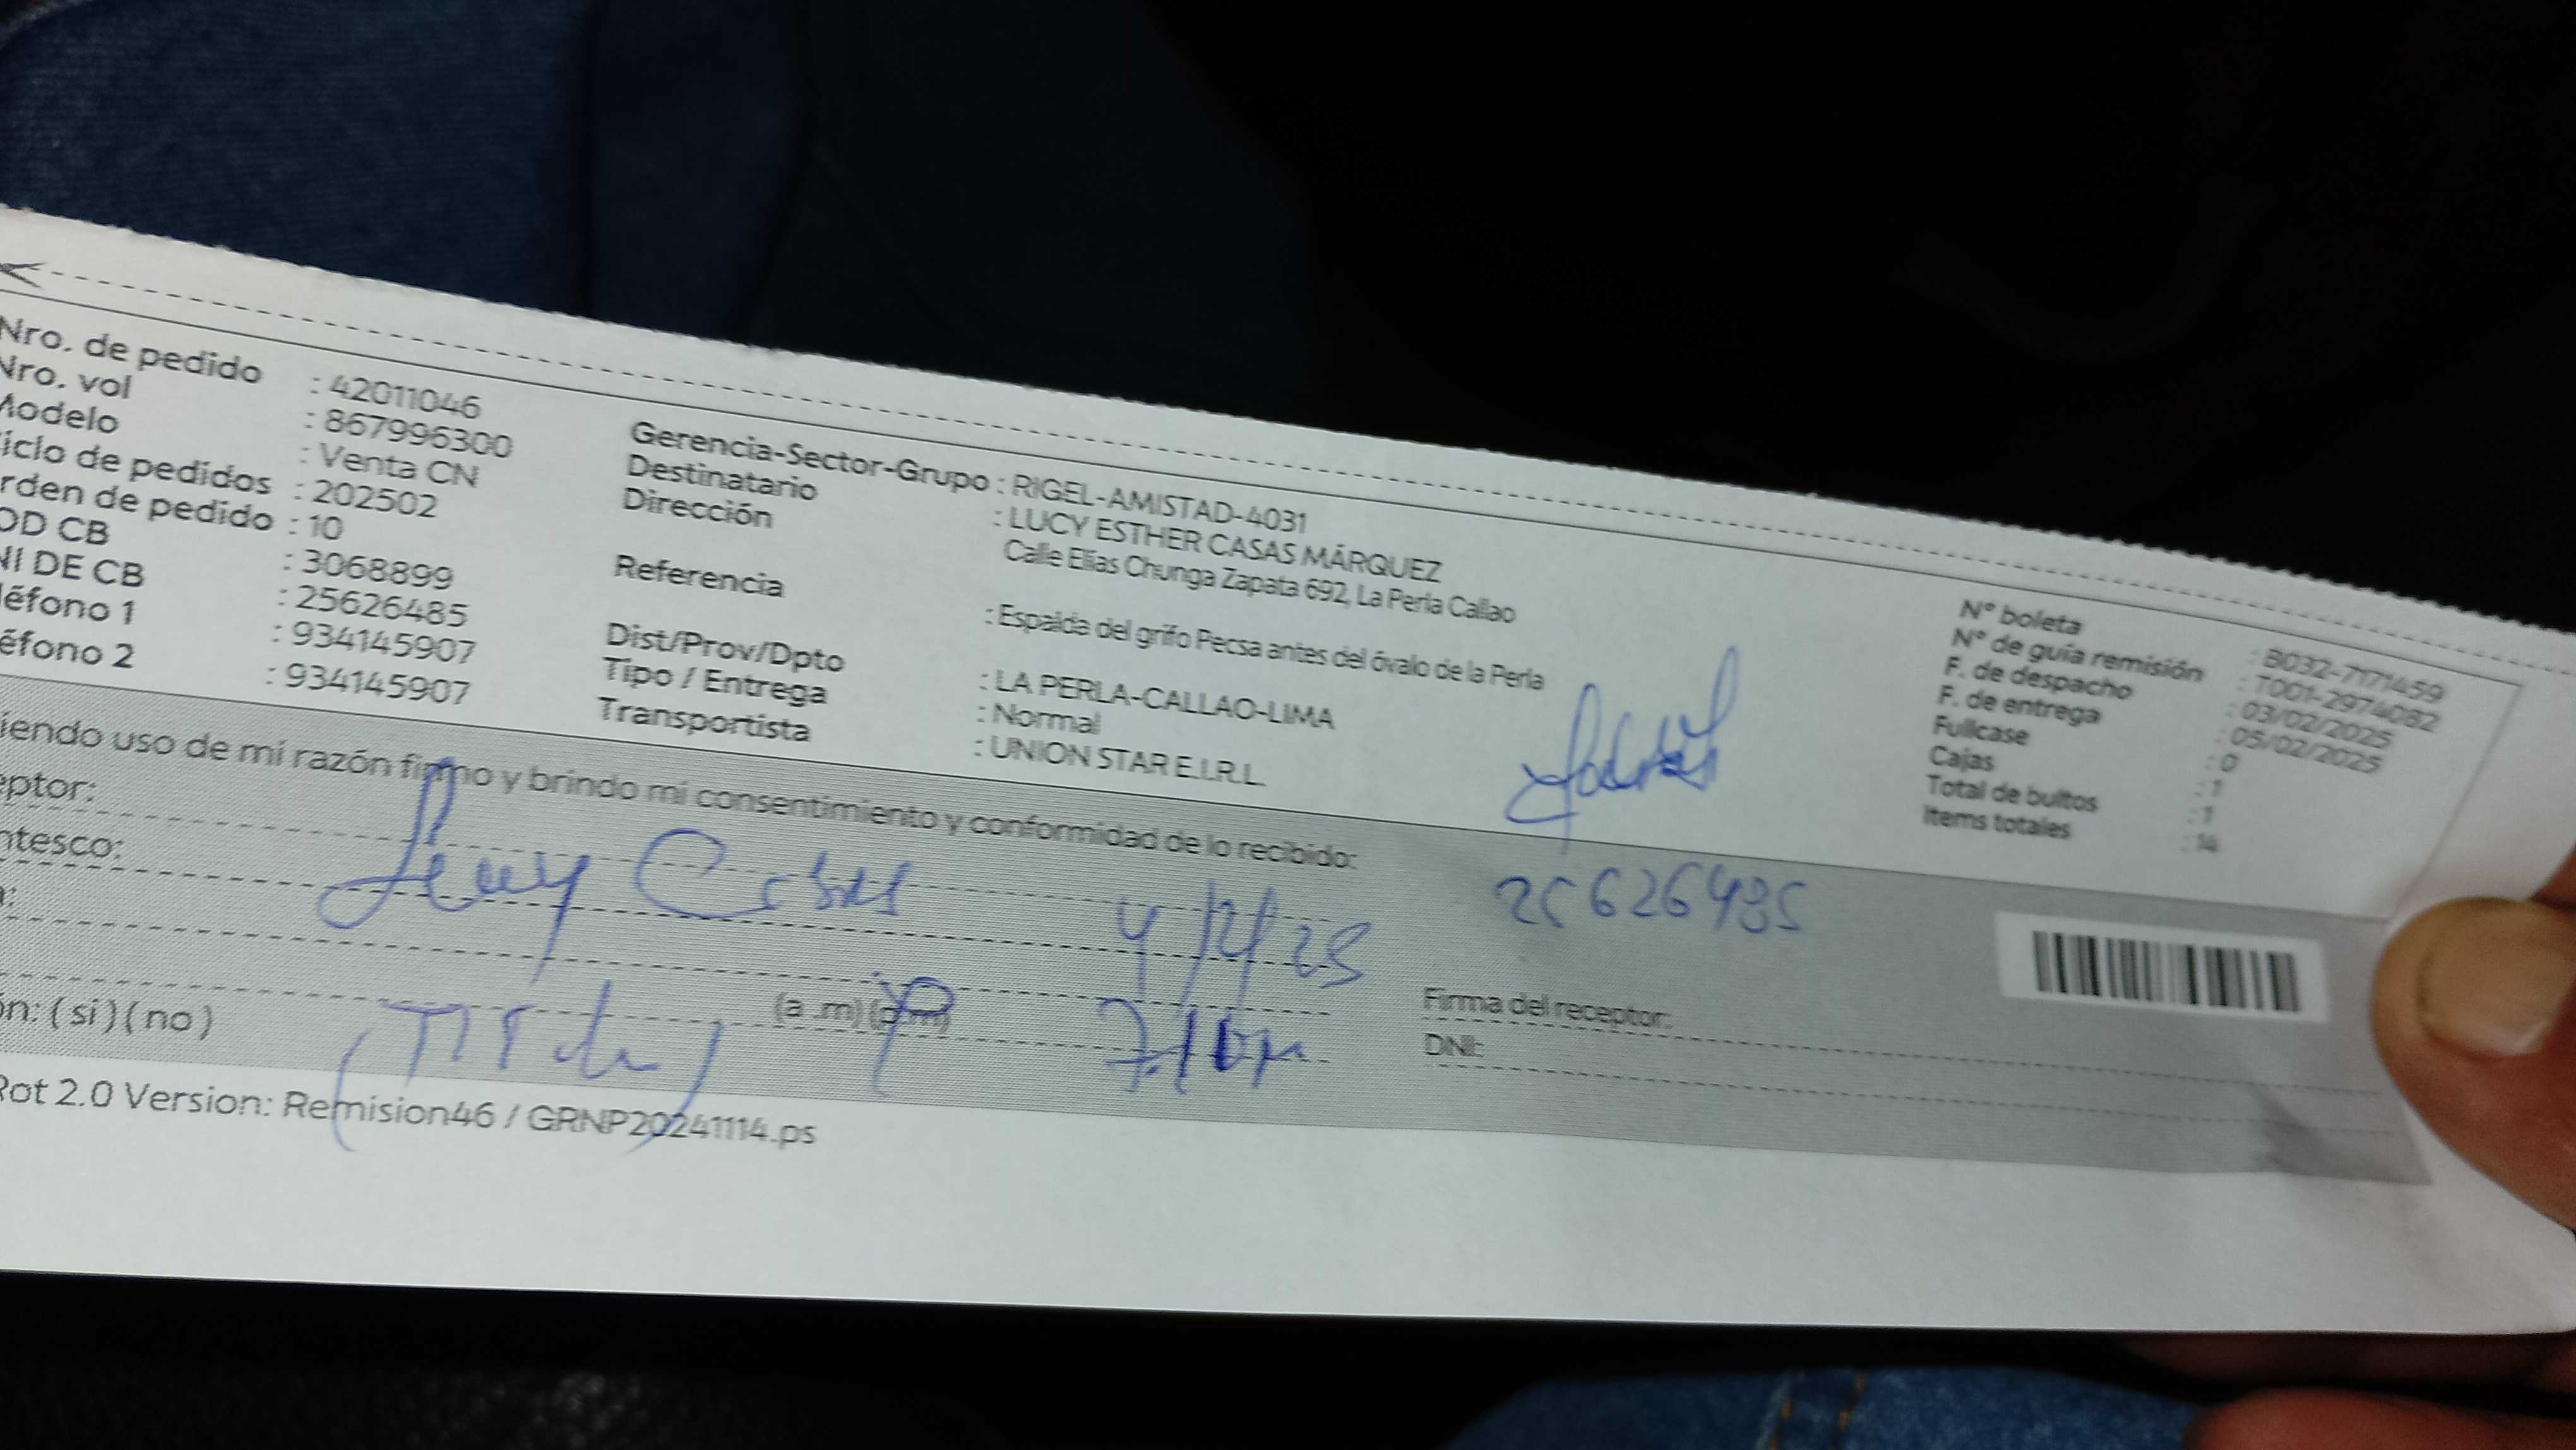 Nro. de pedido : 42011046
Nro. vol : 867996300
Modelo : Venta CN
iclo de pedidos : 202502
rden de pedido : 10
OD CB : 3068899
NI DE CB : 25626485
léfono 1 : 934145907
éfono 2 : 934145907
Gerencia-Sector-Grupo : RIGEL-AMISTAD-4031
Destinatario : LUCY ESTHER CASAS MÁRQUEZ
Dirección Calle Elías Chunga Zapata 692, La Perla Callao
Referencia : Espalda del grifo Pecsa antes del óvalo de la Perla
Dist/Prov/Dpto : LA PERLA-CALLAO-LIMA
Tipo / Entrega : Normal
Transportista : UNION STAR E.I.R.L.
N° boleta : B032-7171459
N° de guía remisión : T001-2974082
F. de despacho : 03/02/2025
F. de entrega : 05/02/2025
Fullcase : 0
Cajas : 1
Total de bultos : 1
Items totales : 14
iendo uso de mi razón firmo y brindo mi consentimiento y conformidad de lo recibido:
eptor: Lucy Casas
ntesco:
a: 4/2/25
25626485
(Titular)
(a .m) (p.m)
ón: ( si ) ( no )
Firma del receptor:
DNI:
Rot 2.0 Version: Remision46 / GRNP20241114.ps